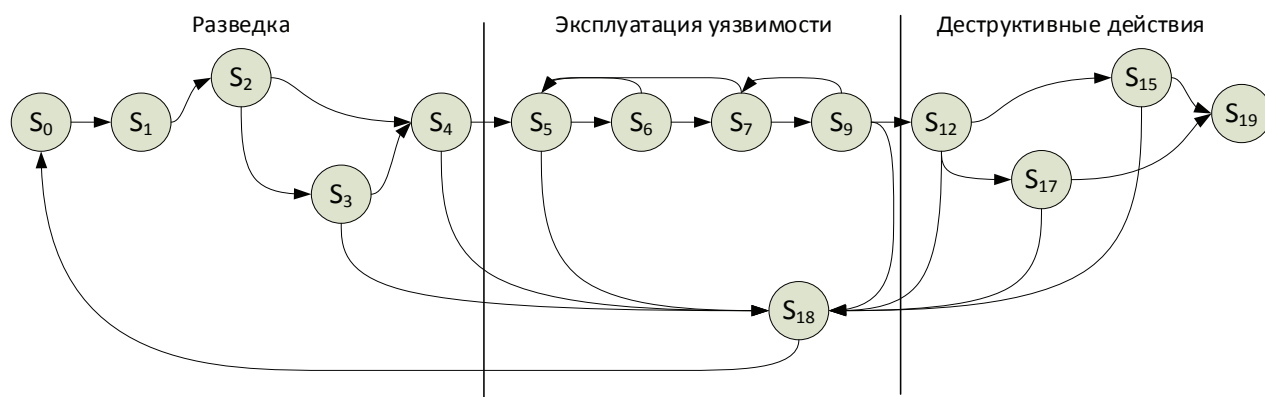 Разведка
Эксплуатация уязвимости
Деструктивные действия
S₀
S₁
S₂
S₃
S₄
S₅
S₆
S₇
S₉
S₁₂
S₁₅
S₁₇
S₁₉
S₁₈